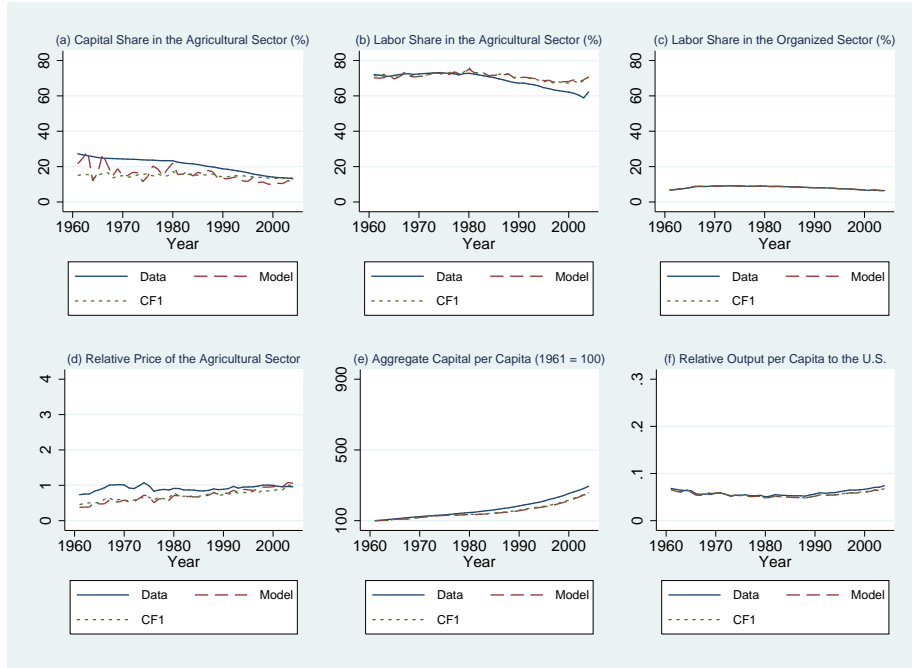 (a) Capital Share in the Agricultural Sector (%)
80
60
40
20
0
1960 1970 1980 1990 2000
Year
Data Model
CF1
(b) Labor Share in the Agricultural Sector (%)
80
60
40
20
0
1960 1970 1980 1990 2000
Year
Data Model
CF1
(c) Labor Share in the Organized Sector (%)
80
60
40
20
0
1960 1970 1980 1990 2000
Year
Data Model
CF1
(d) Relative Price of the Agricultural Sector
4
3
2
1
0
1960 1970 1980 1990 2000
Year
Data Model
CF1
(e) Aggregate Capital per Capita (1961 = 100)
900
500
100
1960 1970 1980 1990 2000
Year
Data Model
CF1
(f) Relative Output per Capita to the U.S.
.3
.2
.1
0
1960 1970 1980 1990 2000
Year
Data Model
CF1